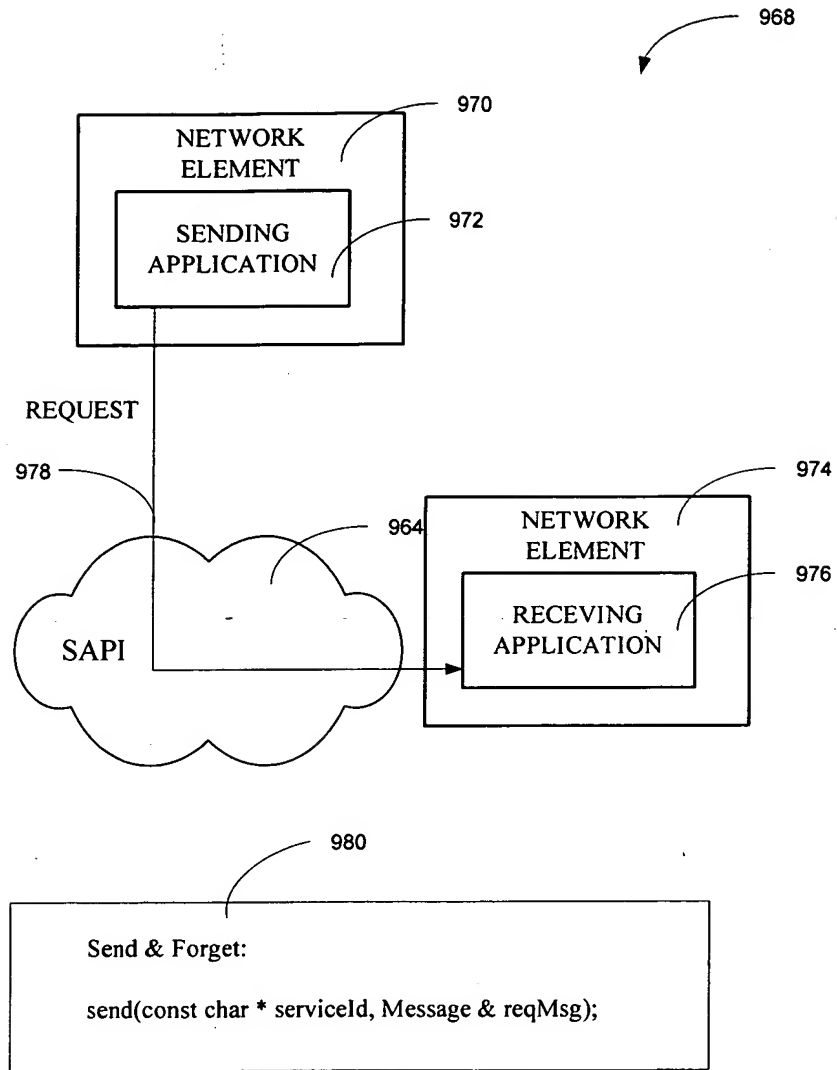 968
970
NETWORK
ELEMENT
972
SENDING
APPLICATION
REQUEST
978
974
964
NETWORK
ELEMENT
976
RECEVING
APPLICATION
SAPI
980
Send & Forget:
send(const char * serviceId, Message & reqMsg);